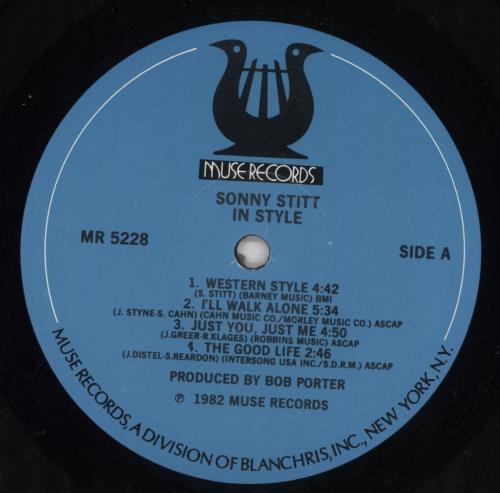 MUSE RECORDS
SONNY STITT
IN STYLE
MR 5228
SIDE A
1. WESTERN STYLE 4:42
(S. STITT) (BARNEY MUSIC) BMI
2. I'LL WALK ALONE 5:34
(J. STYNE-S. CAHN) (CAHN MUSIC CO./MORLEY MUSIC CO.) ASCAP
3. JUST YOU, JUST ME 4:50
(J.GREER-R.KLAGES) (ROBBINS MUSIC) ASCAP
4. THE GOOD LIFE 2:46
(J.DISTEL-S.REARDON) (INTERSONG USA INC./S.D.R.M.) ASCAP
PRODUCED BY BOB PORTER
℗ 1982 MUSE RECORDS
MUSE RECORDS, A DIVISION OF BLANCHRIS, INC., NEW YORK, N.Y.